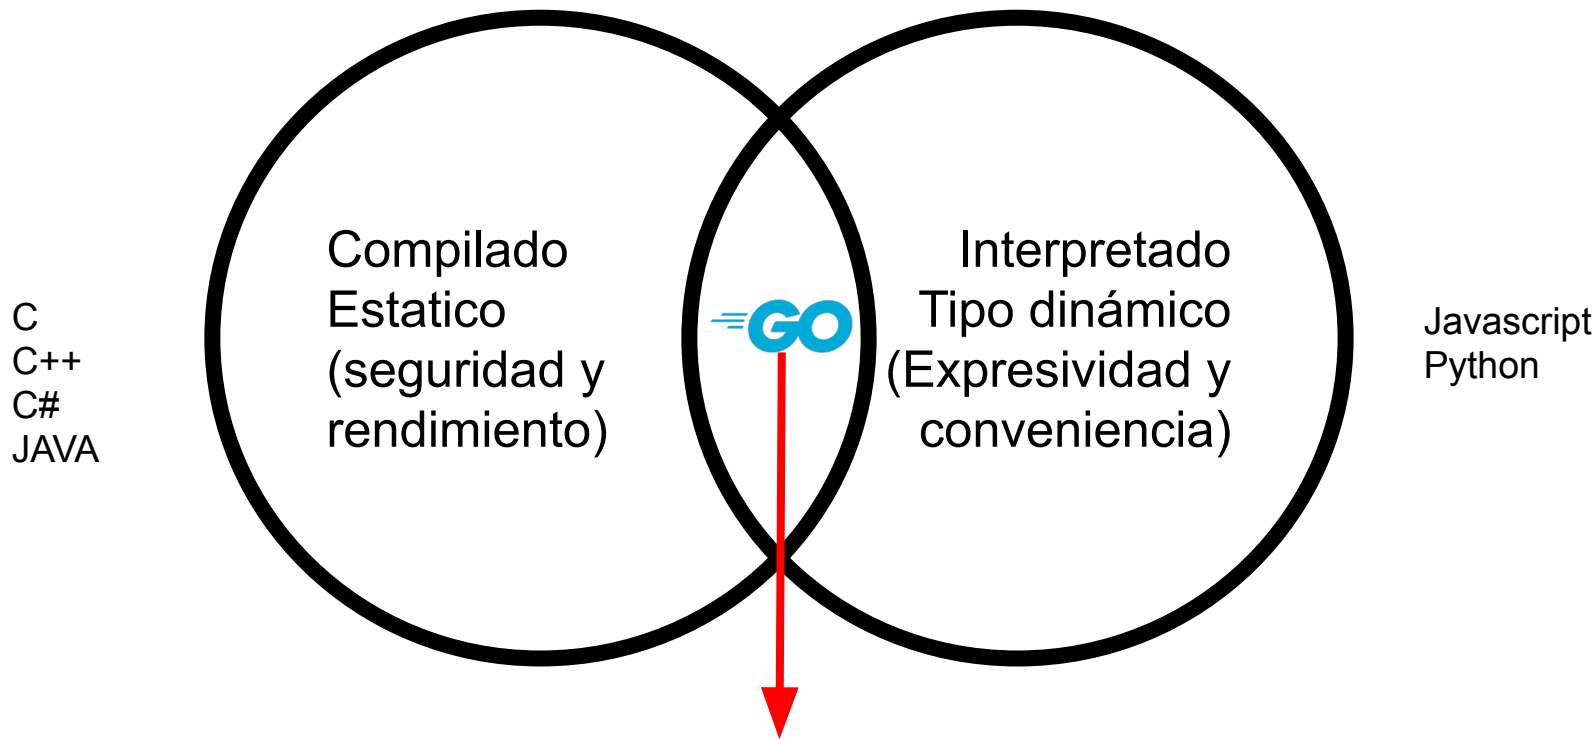 C
C++
C#
JAVA
Compilado
Estatico
(seguridad y
rendimiento)
GO
Interpretado
Tipo dinámico
(Expresividad y
conveniencia)
Javascript
Python